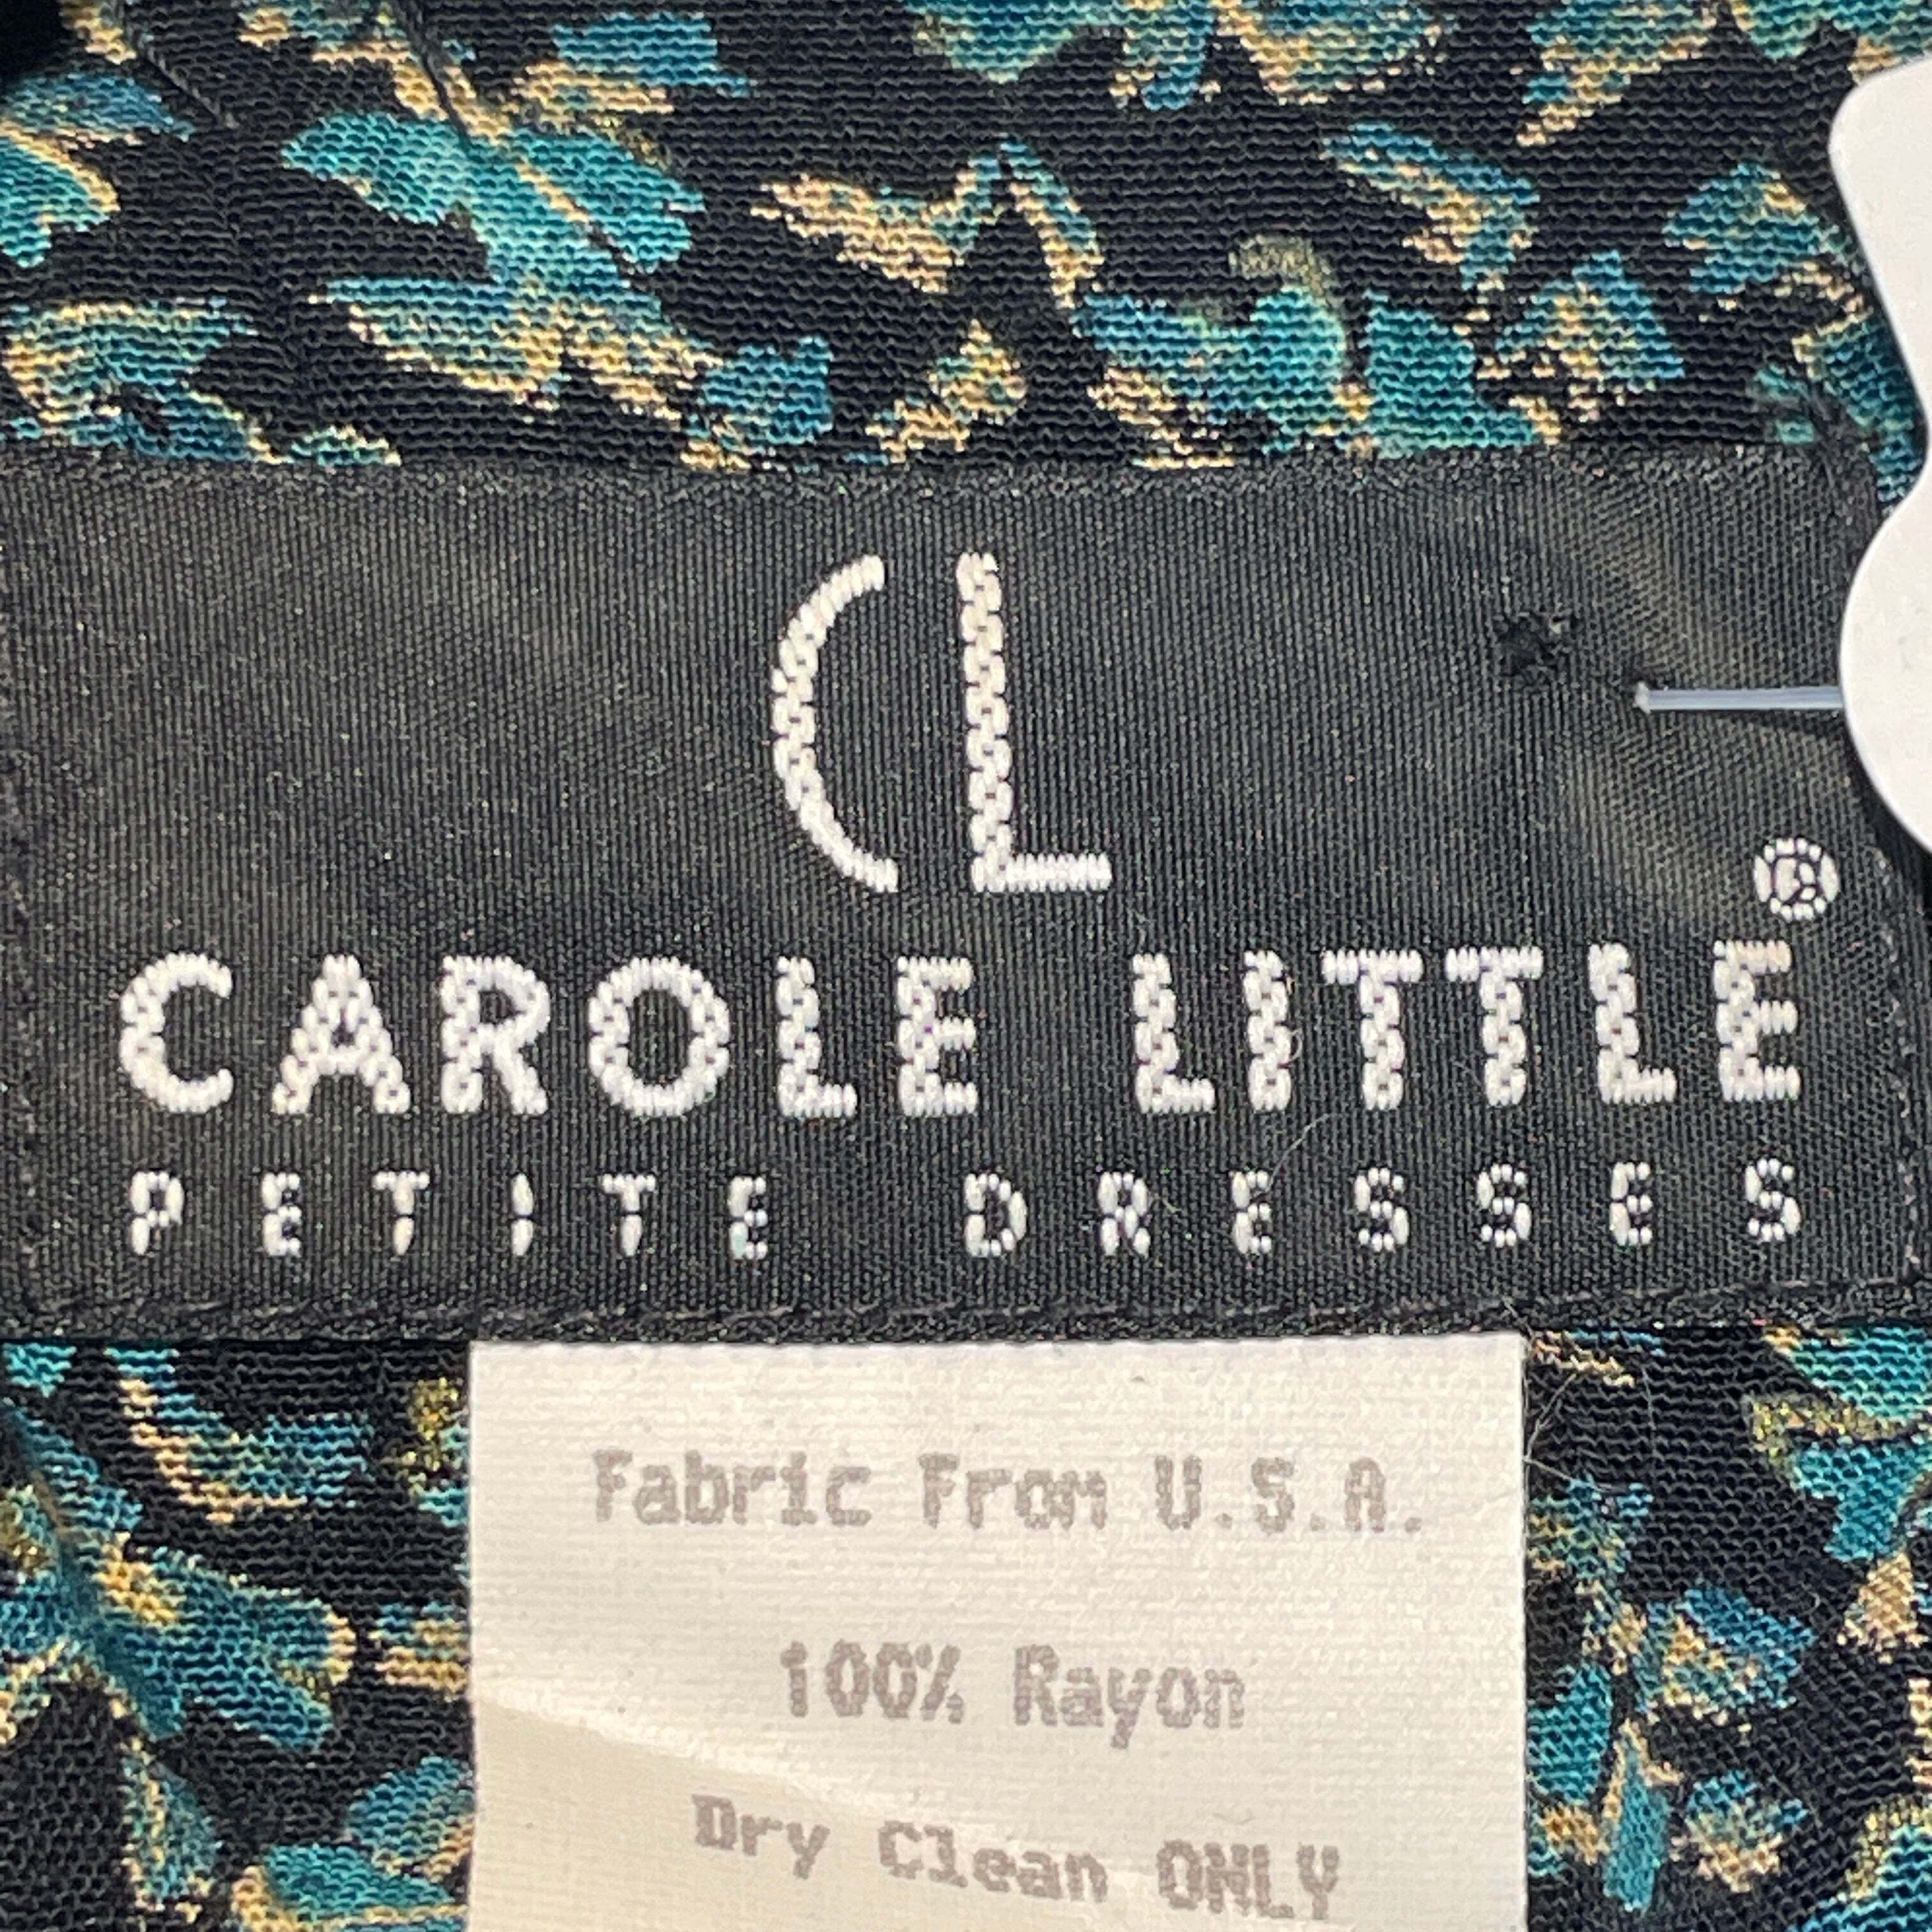 CL
CAROLE LITTLE®
PETITE DRESSES
Fabric From U.S.A.
100% Rayon
Dry Clean ONLY